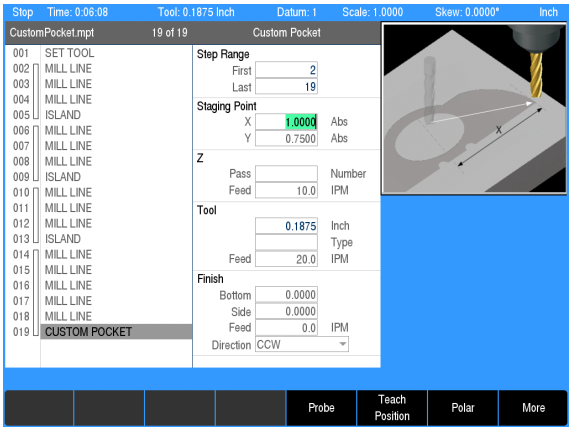 Stop Time: 0:06:08 Tool: 0.1875 Inch Datum: 1 Scale: 1.0000 Skew: 0.0000° Inch
CustomPocket.mpt 19 of 19 Custom Pocket
001 SET TOOL
002 MILL LINE
003 MILL LINE
004 MILL LINE
005 ISLAND
006 MILL LINE
007 MILL LINE
008 MILL LINE
009 ISLAND
010 MILL LINE
011 MILL LINE
012 MILL LINE
013 ISLAND
014 MILL LINE
015 MILL LINE
016 MILL LINE
017 MILL LINE
018 MILL LINE
019 CUSTOM POCKET
Step Range
First 2
Last 19
Staging Point
X 1.0000 Abs
Y 0.7500 Abs
Z
Pass Number
Feed 10.0 IPM
Tool
0.1875 Inch
Type
Feed 20.0 IPM
Finish
Bottom 0.0000
Side 0.0000
Feed 0.0 IPM
Direction CCW
X
Probe
Teach
Position
Polar
More